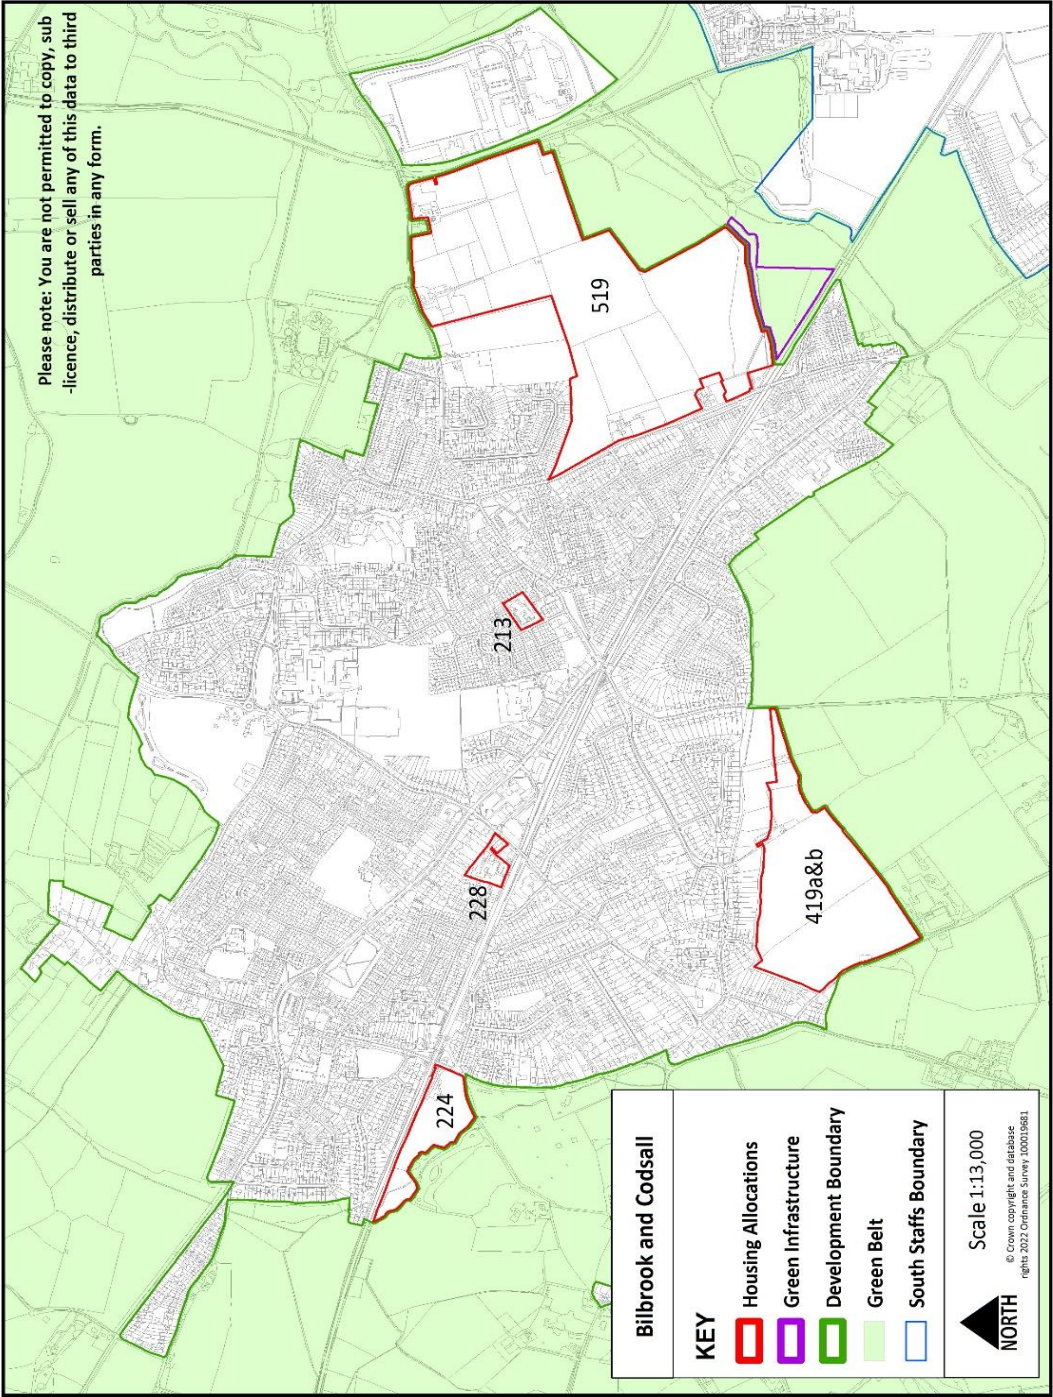 Please note: You are not permitted to copy, sub
-licence, distribute or sell any of this data to third
parties in any form.
519
213
228
224
419a&b
Bilbrook and Codsall
KEY
Housing Allocations
Green Infrastructure
Development Boundary
Green Belt
South Staffs Boundary
NORTH
Scale 1:13,000
© Crown copyright and database
rights 2022 Ordnance Survey 100019681